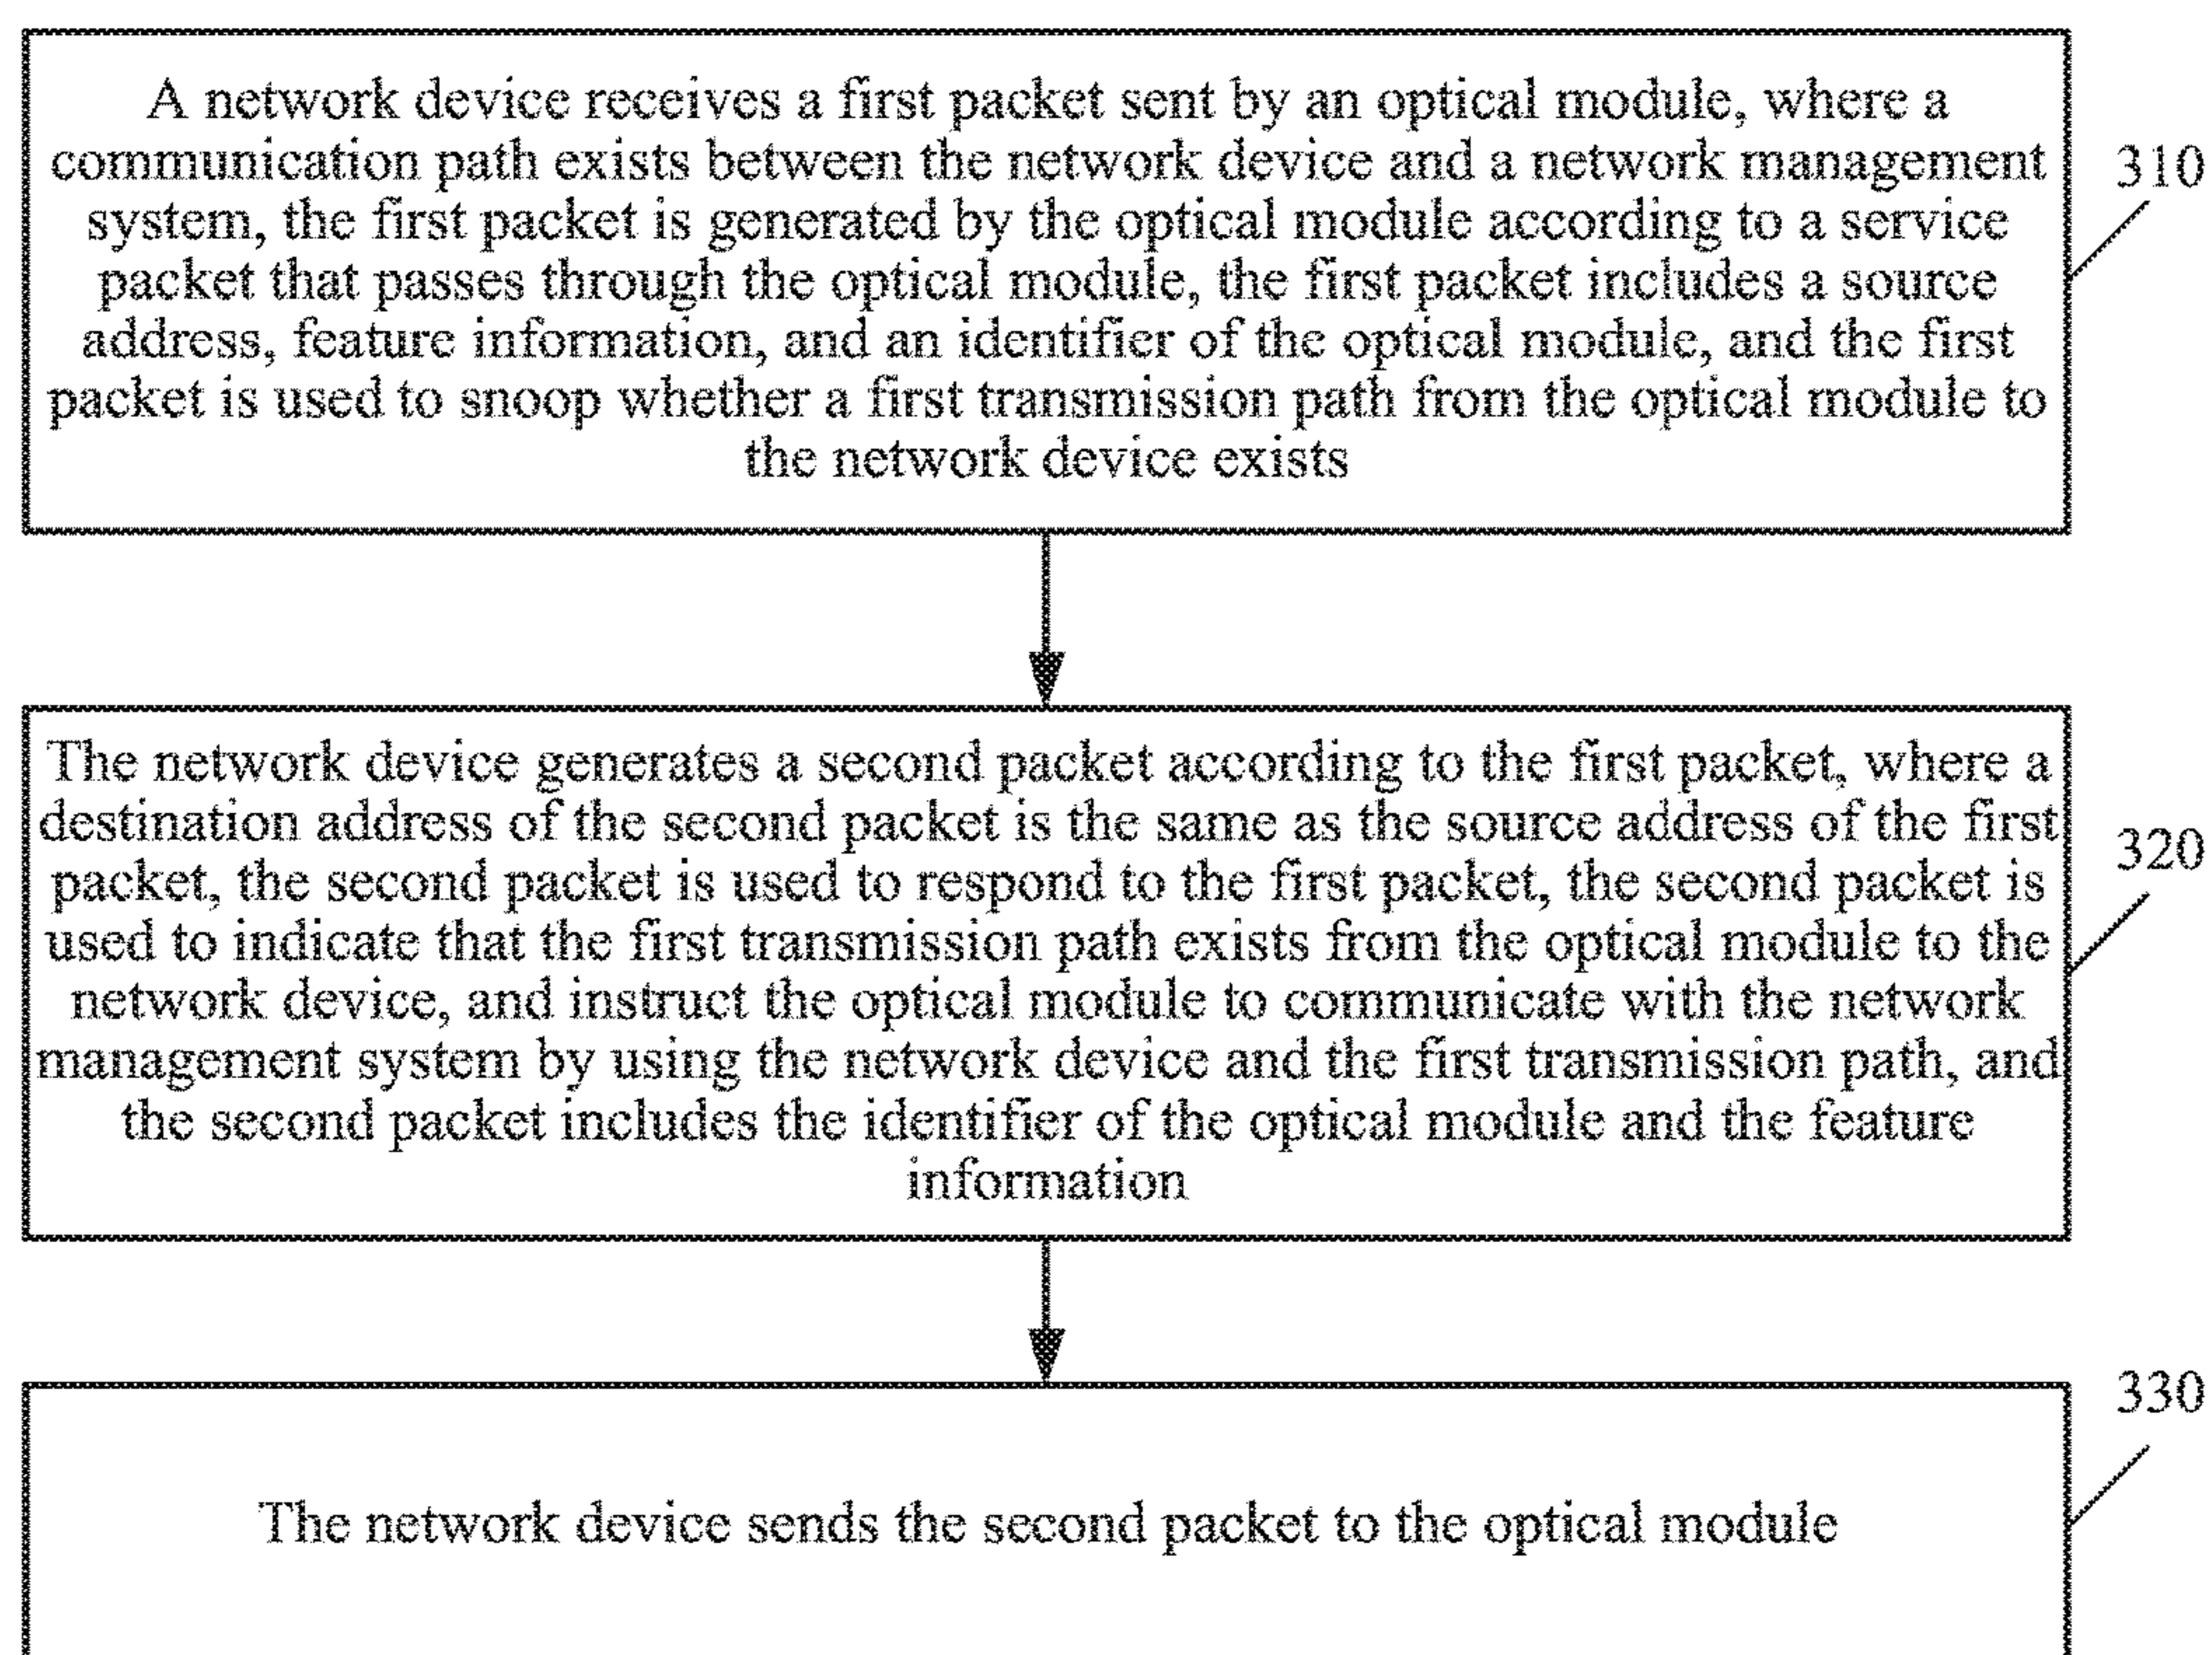 A network device receives a first packet sent by an optical module, where a
communication path exists between the network device and a network management
system, the first packet is generated by the optical module according to a service
packet that passes through the optical module, the first packet includes a source
address, feature information, and an identifier of the optical module, and the first
packet is used to snoop whether a first transmission path from the optical module to
the network device exists
310
The network device generates a second packet according to the first packet, where a
destination address of the second packet is the same as the source address of the first
packet, the second packet is used to respond to the first packet, the second packet is
used to indicate that the first transmission path exists from the optical module to the
network device, and instruct the optical module to communicate with the network
management system by using the network device and the first transmission path, and
the second packet includes the identifier of the optical module and the feature
information
320
The network device sends the second packet to the optical module
330